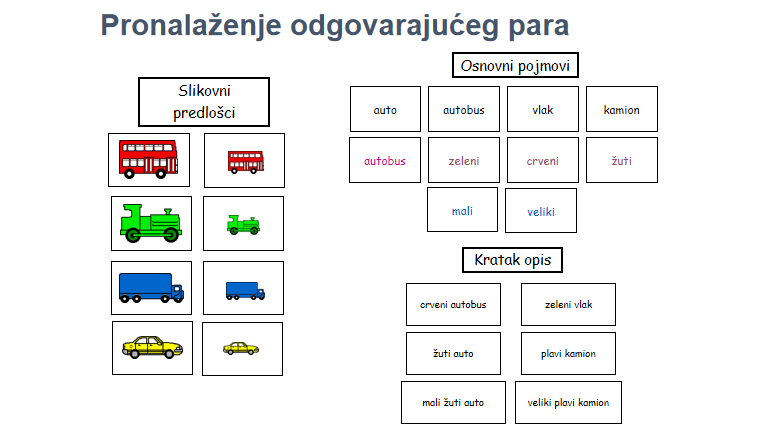 Pronalaženje odgovarajućeg para
Slikovni
predlošci
Osnovni pojmovi
auto
autobus
vlak
kamion
autobus
zeleni
crveni
žuti
mali
veliki
Kratak opis
crveni autobus
zeleni vlak
žuti auto
plavi kamion
mali žuti auto
veliki plavi kamion